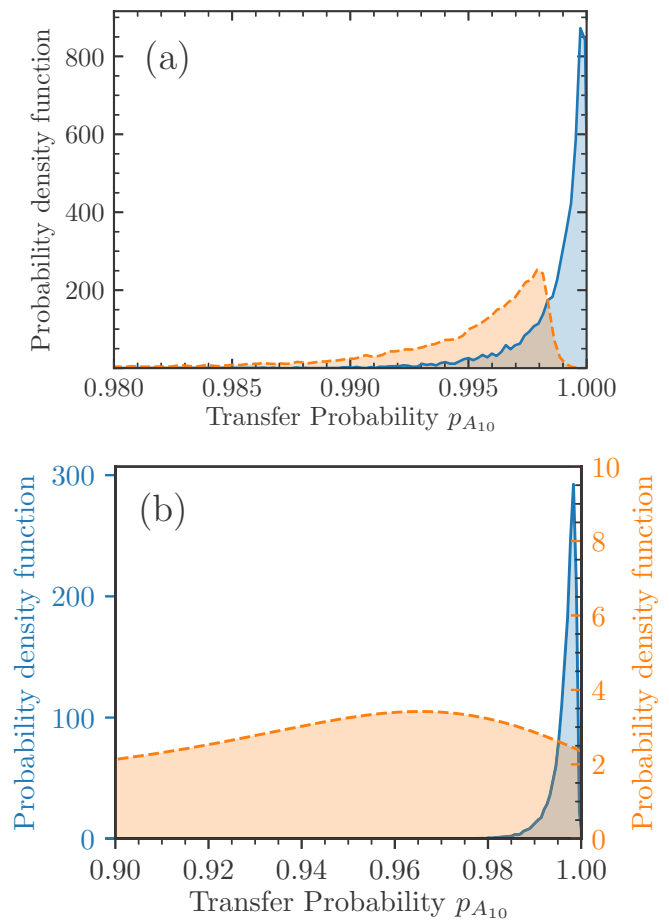 (a)
Probability density function
800
600
400
200
0.980 0.985 0.990 0.995 1.000
Transfer Probability $p_{A_{10}}$
(b)
Probability density function
300
200
100
0
10
8
6
4
2
0
Probability density function
0.90 0.92 0.94 0.96 0.98 1.00
Transfer Probability $p_{A_{10}}$